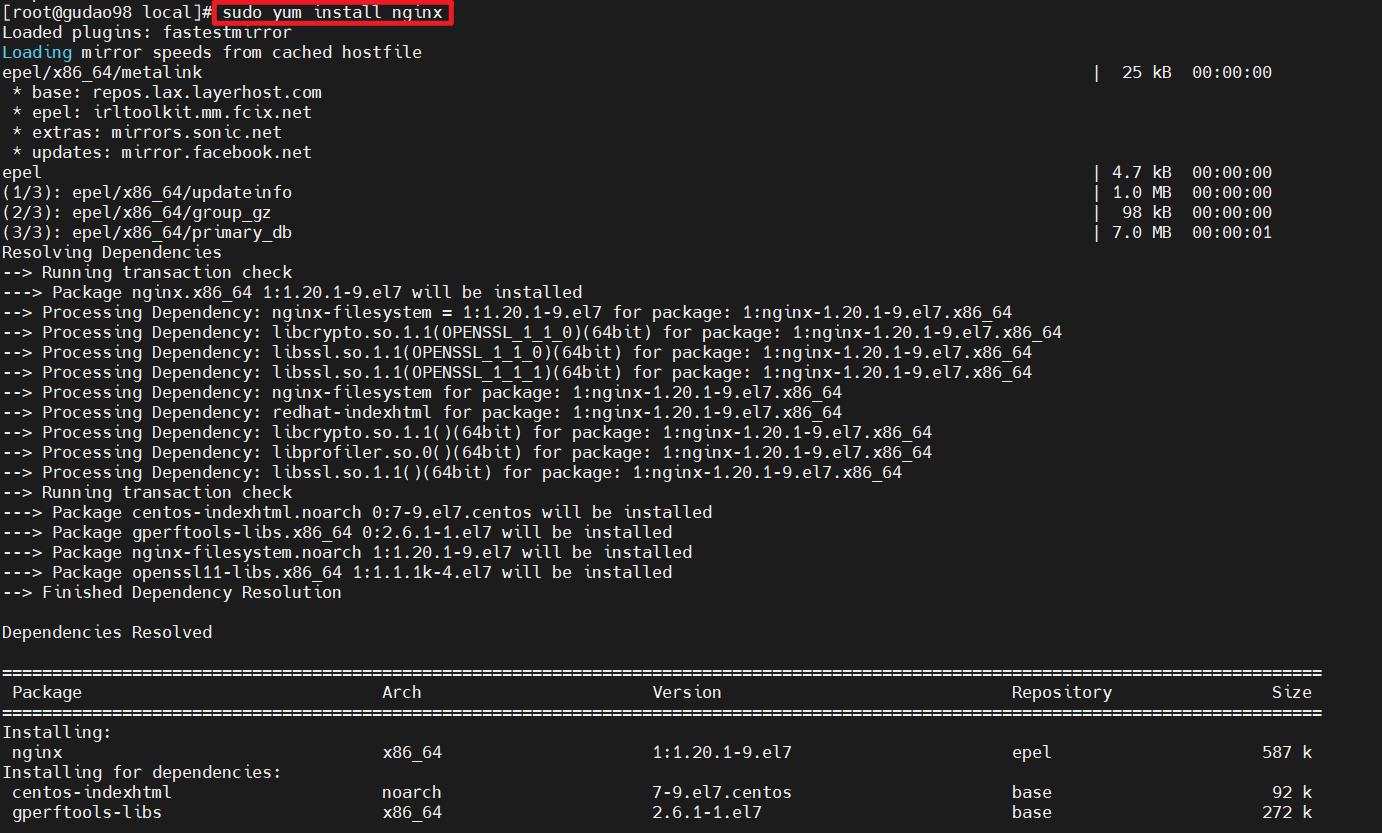 [root@gudao98 local]# sudo yum install nginx
Loaded plugins: fastestmirror
Loading mirror speeds from cached hostfile
epel/x86_64/metalink | 25 kB 00:00:00
* base: repos.lax.layerhost.com
* epel: irltoolkit.mm.fcix.net
* extras: mirrors.sonic.net
* updates: mirror.facebook.net
epel | 4.7 kB 00:00:00
(1/3): epel/x86_64/updateinfo | 1.0 MB 00:00:00
(2/3): epel/x86_64/group_gz | 98 kB 00:00:00
(3/3): epel/x86_64/primary_db | 7.0 MB 00:00:01
Resolving Dependencies
--> Running transaction check
---> Package nginx.x86_64 1:1.20.1-9.el7 will be installed
--> Processing Dependency: nginx-filesystem = 1:1.20.1-9.el7 for package: 1:nginx-1.20.1-9.el7.x86_64
--> Processing Dependency: libcrypto.so.1.1(OPENSSL_1_1_0)(64bit) for package: 1:nginx-1.20.1-9.el7.x86_64
--> Processing Dependency: libssl.so.1.1(OPENSSL_1_1_0)(64bit) for package: 1:nginx-1.20.1-9.el7.x86_64
--> Processing Dependency: libssl.so.1.1(OPENSSL_1_1_1)(64bit) for package: 1:nginx-1.20.1-9.el7.x86_64
--> Processing Dependency: nginx-filesystem for package: 1:nginx-1.20.1-9.el7.x86_64
--> Processing Dependency: redhat-indexhtml for package: 1:nginx-1.20.1-9.el7.x86_64
--> Processing Dependency: libcrypto.so.1.1()(64bit) for package: 1:nginx-1.20.1-9.el7.x86_64
--> Processing Dependency: libprofiler.so.0()(64bit) for package: 1:nginx-1.20.1-9.el7.x86_64
--> Processing Dependency: libssl.so.1.1()(64bit) for package: 1:nginx-1.20.1-9.el7.x86_64
--> Running transaction check
---> Package centos-indexhtml.noarch 0:7-9.el7.centos will be installed
---> Package gperftools-libs.x86_64 0:2.6.1-1.el7 will be installed
---> Package nginx-filesystem.noarch 1:1.20.1-9.el7 will be installed
---> Package openssl11-libs.x86_64 1:1.1.1k-4.el7 will be installed
--> Finished Dependency Resolution
Dependencies Resolved
====================================================================================================================================
Package Arch Version Repository Size
====================================================================================================================================
Installing:
nginx x86_64 1:1.20.1-9.el7 epel 587 k
Installing for dependencies:
centos-indexhtml noarch 7-9.el7.centos base 92 k
gperftools-libs x86_64 2.6.1-1.el7 base 272 k